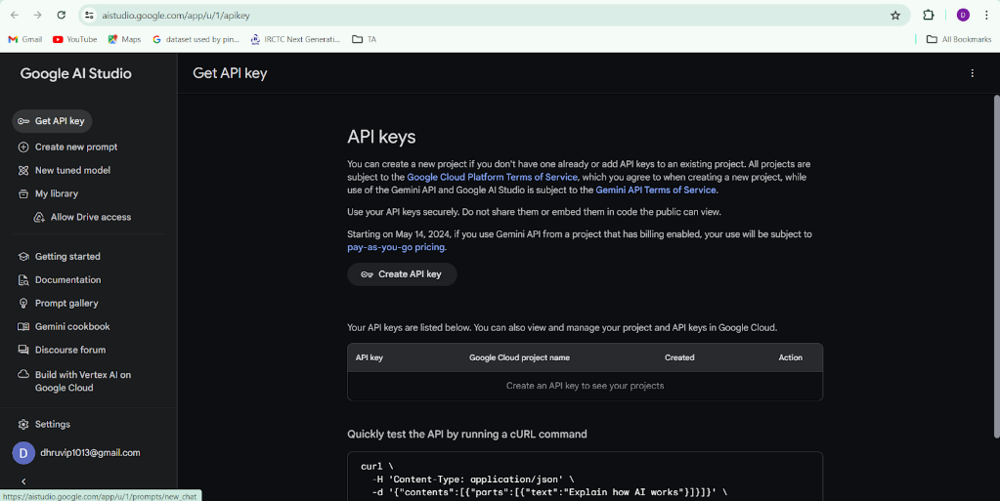 aistudio.google.com/app/u/1/apikey
D
Gmail
YouTube
Maps
dataset used by pin...
IRCTC Next Generati...
TA
All Bookmarks
Google AI Studio
Get API key
Get API key
Create new prompt
New tuned model
My library
Allow Drive access
Getting started
Documentation
Prompt gallery
Gemini cookbook
Discourse forum
Build with Vertex AI on
Google Cloud
Settings
D
dhruvip1013@gmail.com
https://aistudio.google.com/app/u/1/prompts/new_chat
API keys
You can create a new project if you don't have one already or add API keys to an existing project. All projects are
subject to the Google Cloud Platform Terms of Service, which you agree to when creating a new project, while
use of the Gemini API and Google AI Studio is subject to the Gemini API Terms of Service.
Use your API keys securely. Do not share them or embed them in code the public can view.
Starting on May 14, 2024, if you use Gemini API from a project that has billing enabled, your use will be subject to
pay-as-you-go pricing.
Create API key
Your API keys are listed below. You can also view and manage your project and API keys in Google Cloud.
API key Google Cloud project name Created Action
Create an API key to see your projects
Quickly test the API by running a cURL command
curl \
-H 'Content-Type: application/json' \
-d '{"contents":[{"parts":[{"text":"Explain how AI works"}]}]}' \